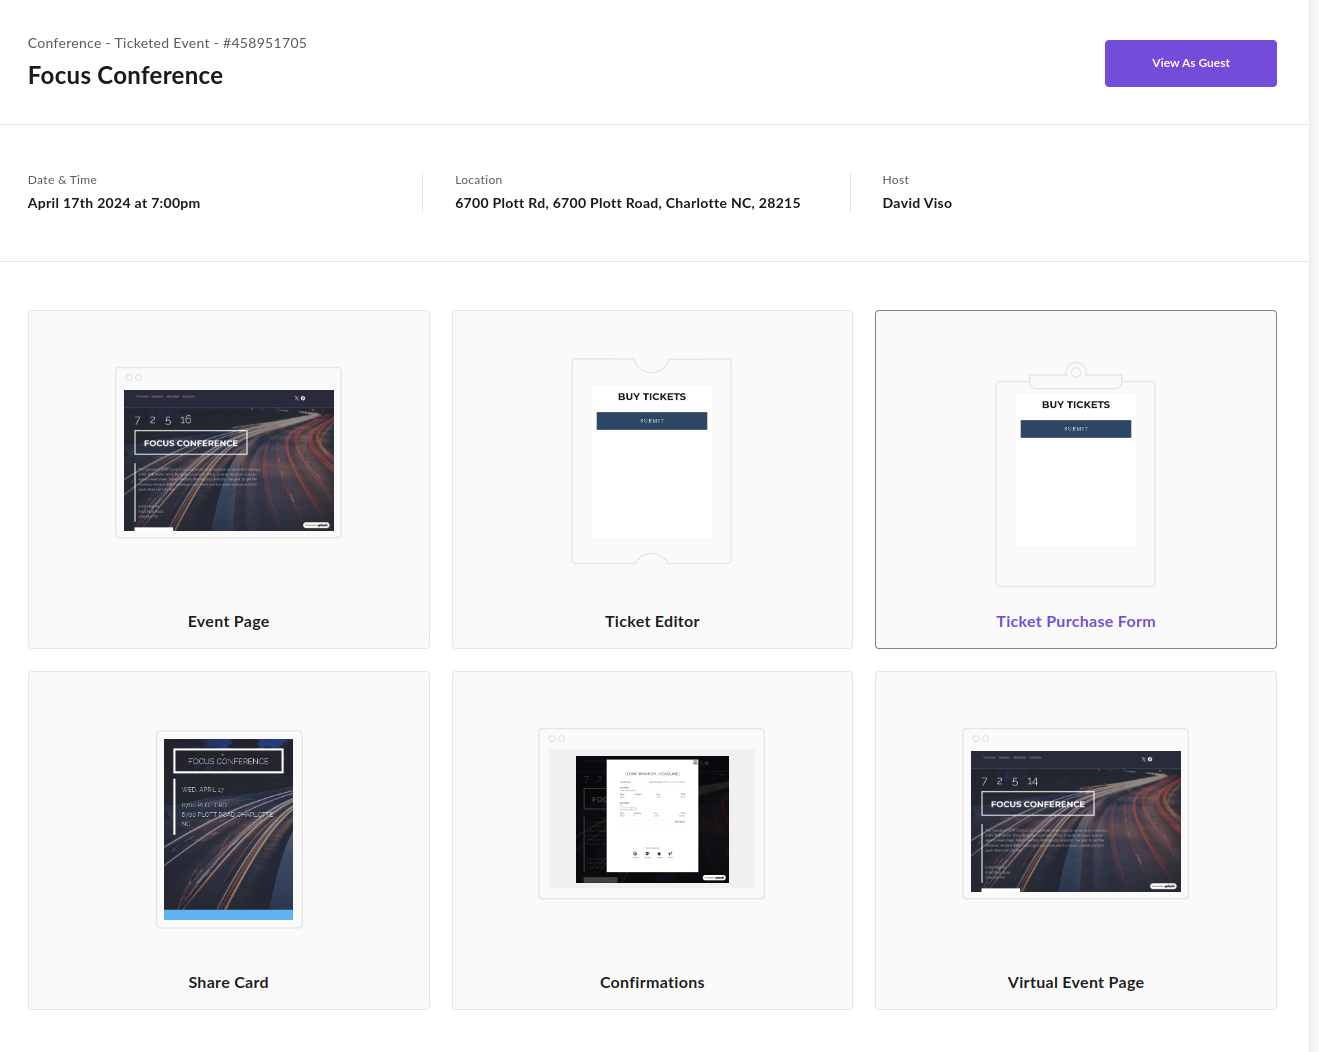 Conference - Ticketed Event - #458951705
Focus Conference
View As Guest
Date & Time
April 17th 2024 at 7:00pm
Location
6700 Plott Rd, 6700 Plott Road, Charlotte NC, 28215
Host
David Viso
7 2 5 16
FOCUS CONFERENCE
Event Page
BUY TICKETS
SUBMIT
Ticket Editor
BUY TICKETS
SUBMIT
Ticket Purchase Form
FOCUS CONFERENCE
WED, APRIL 17
6700 PLOTT RD
6700 PLOTT ROAD, CHARLOTTE
NC
Share Card
Confirmations
7 2 5 14
FOCUS CONFERENCE
Virtual Event Page